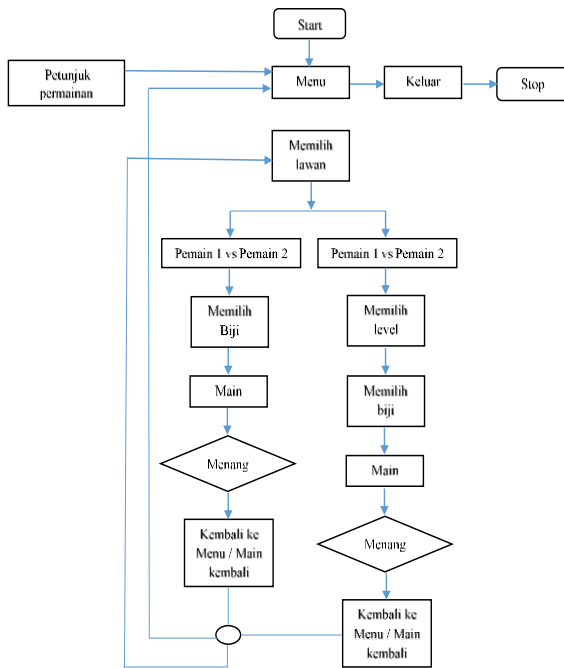 Start
Petunjuk
permainan
Menu
Keluar
Stop
Memilih
lawan
Pemain 1 vs Pemain 2
Pemain 1 vs Pemain 2
Memilih
Biji
Memilih
level
Main
Memilih
biji
Menang
Main
Kembali ke
Menu / Main
kembali
Menang
Kembali ke
Menu / Main
kembali